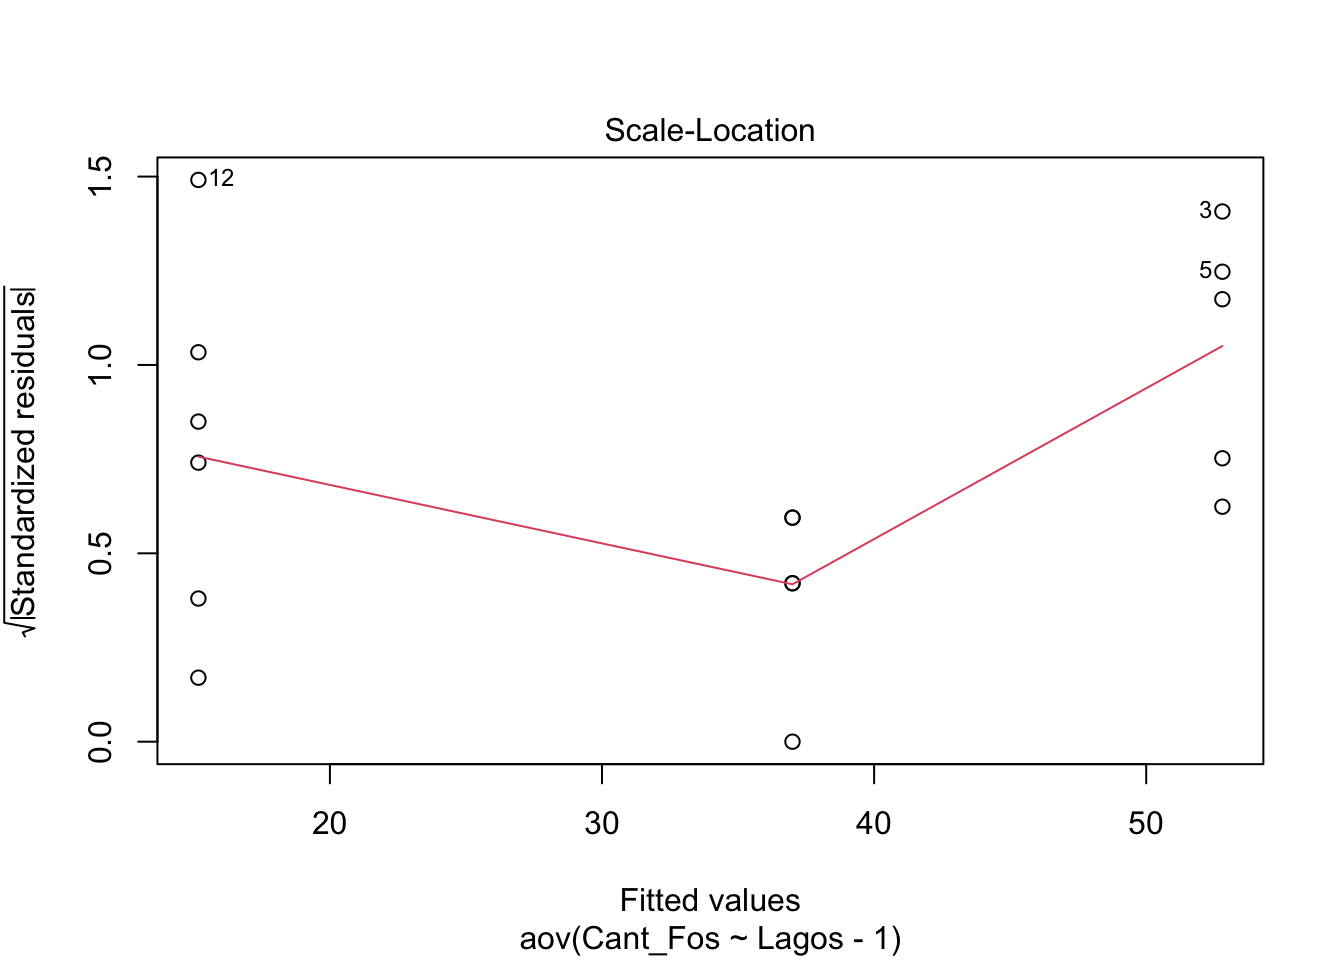 Scale-Location
√|Standardized residuals|
1.5
1.0
0.5
0.0
12
3
5
20 30 40 50
Fitted values
aov(Cant_Fos ~ Lagos - 1)